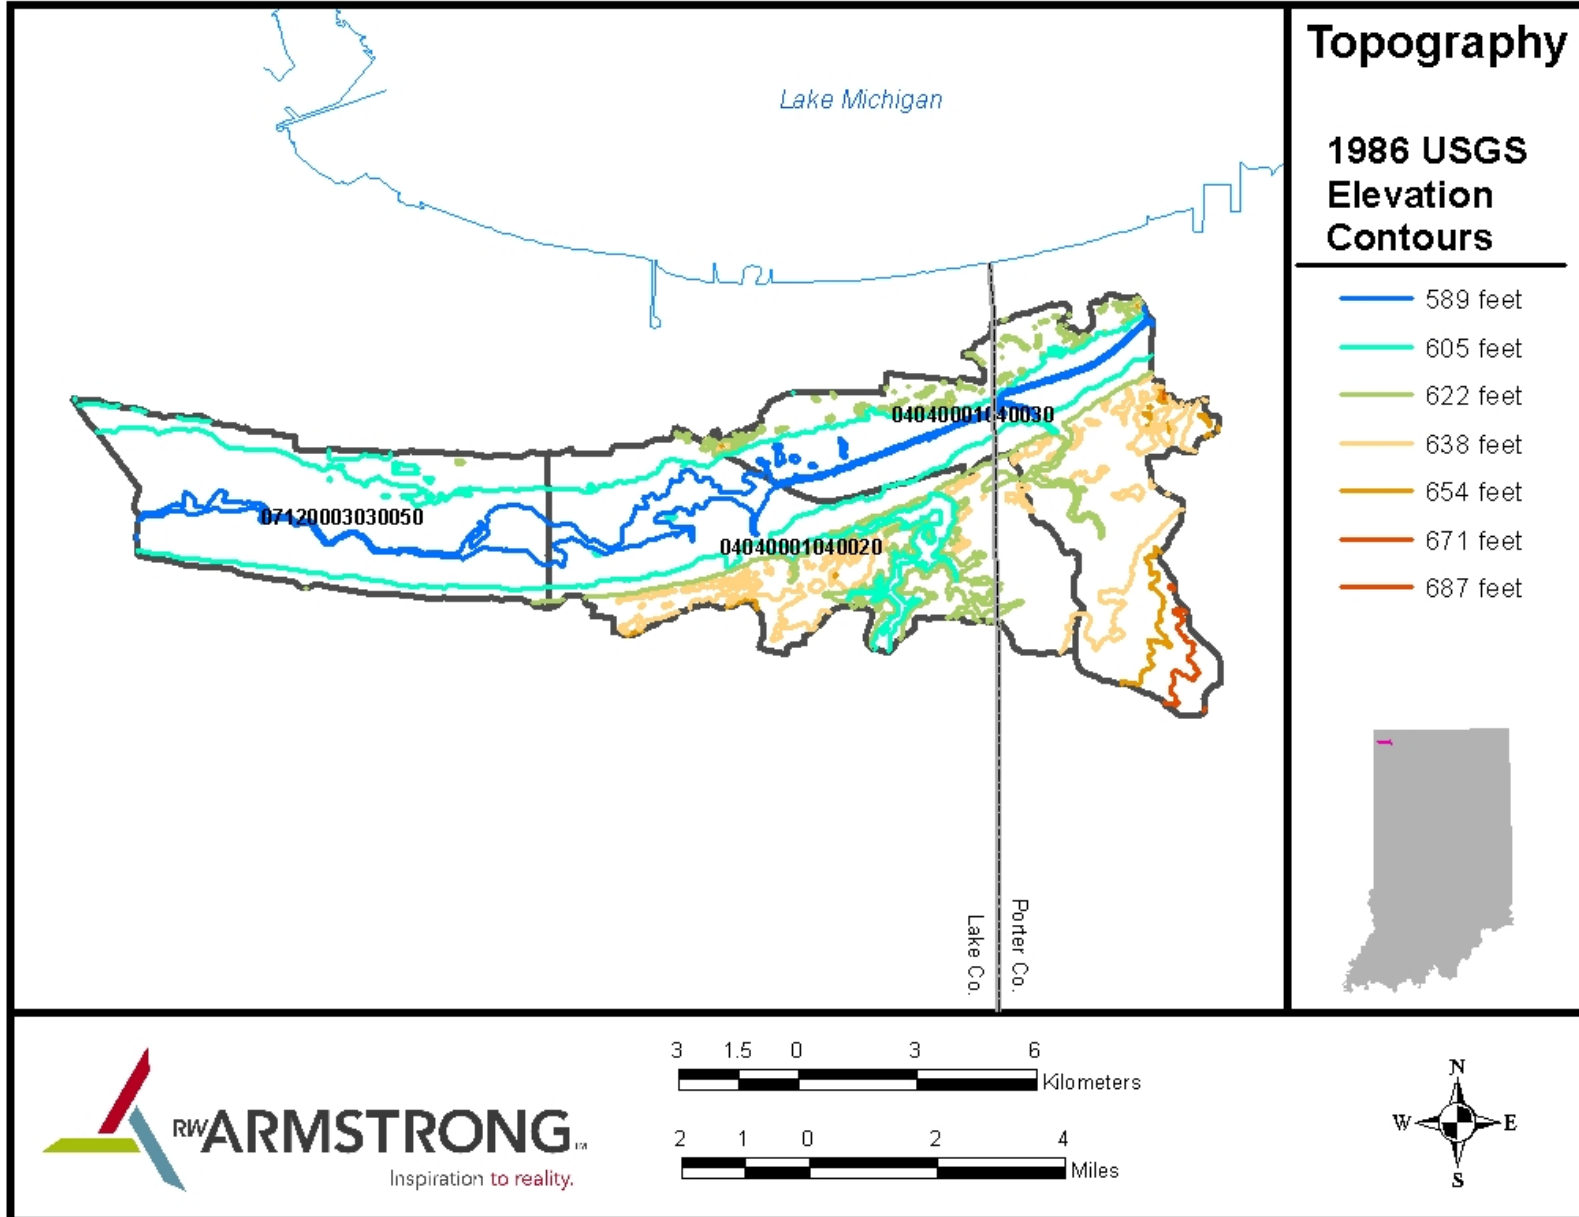 Topography
1986 USGS
Elevation
Contours
589 feet
605 feet
622 feet
638 feet
654 feet
671 feet
687 feet
Lake Michigan
04040001040030
07120003030050
04040001040020
Lake Co.
Porter Co.
RWARMSTRONG™
Inspiration to reality.
3 1.5 0 3 6
Kilometers
2 1 0 2 4
Miles
N
W E
S